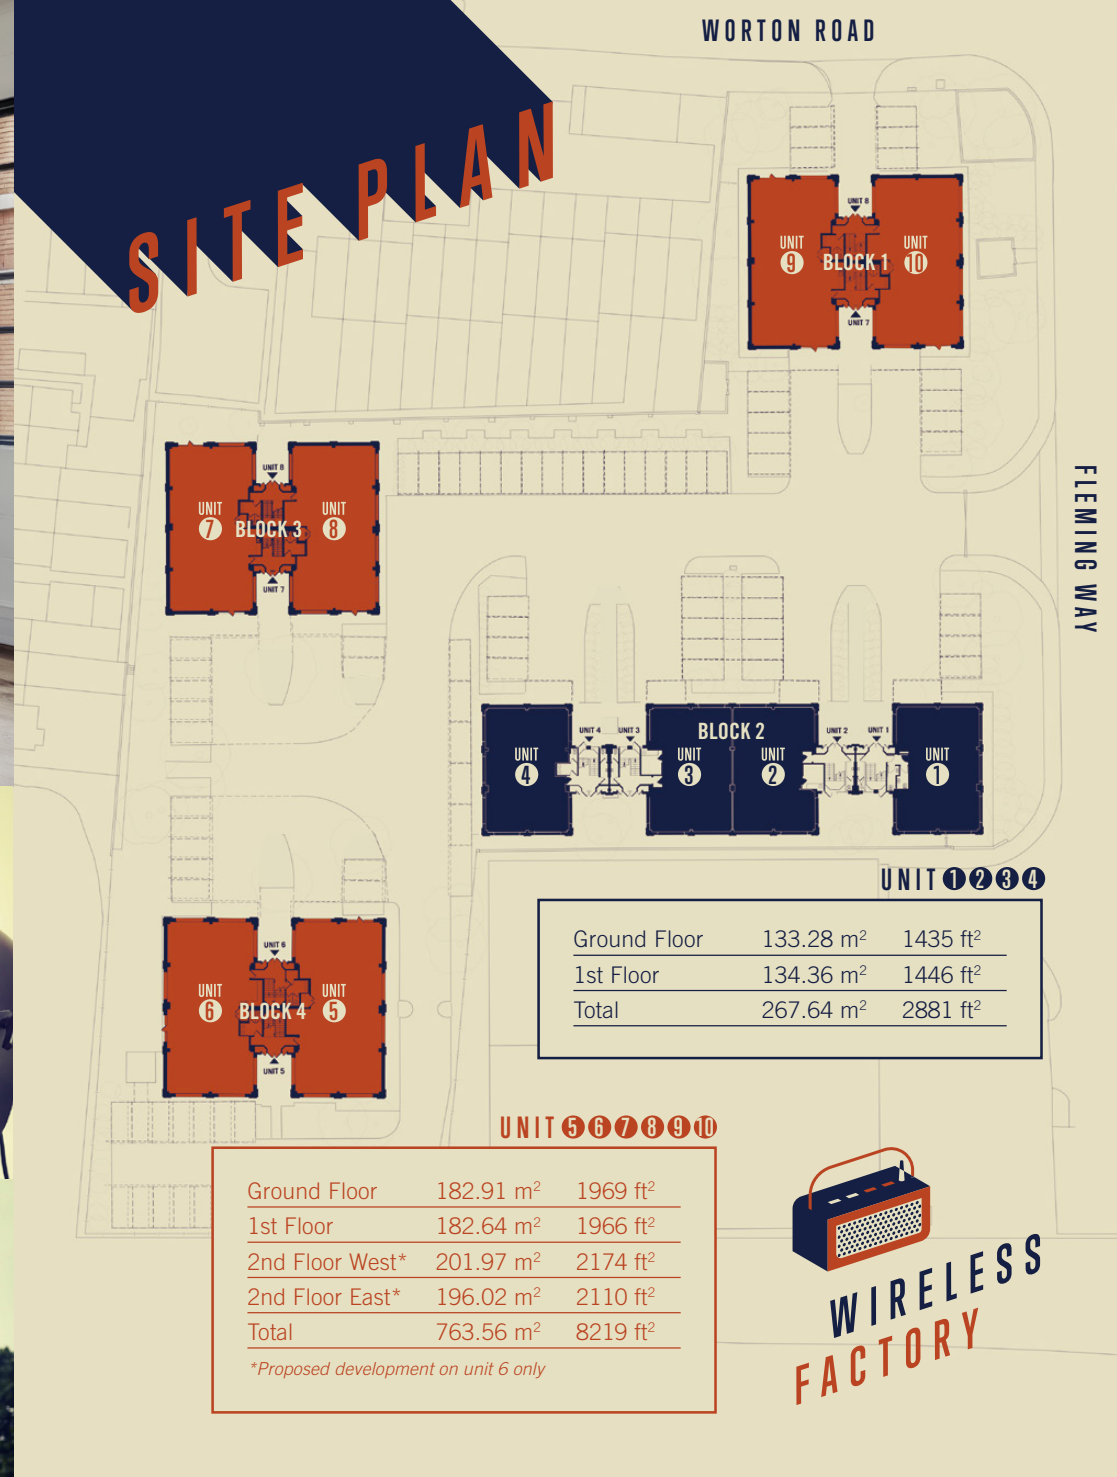 WORTON ROAD
SITE PLAN
UNIT 8
UNIT
9
BLOCK 1
UNIT
10
UNIT 7
FLEMING WAY
UNIT 8
UNIT
7
BLOCK 3
UNIT
8
UNIT 7
BLOCK 2
UNIT 4
UNIT 3
UNIT 2
UNIT 1
UNIT
4
UNIT
3
UNIT
2
UNIT
1
UNIT 1 2 3 4
Ground Floor 133.28 m² 1435 ft²
1st Floor 134.36 m² 1446 ft²
Total 267.64 m² 2881 ft²
UNIT 6
UNIT
6
BLOCK 4
UNIT
5
UNIT 5
UNIT 5 6 7 8 9 10
Ground Floor 182.91 m² 1969 ft²
1st Floor 182.64 m² 1966 ft²
2nd Floor West* 201.97 m² 2174 ft²
2nd Floor East* 196.02 m² 2110 ft²
Total 763.56 m² 8219 ft²
*Proposed development on unit 6 only
WIRELESS
FACTORY